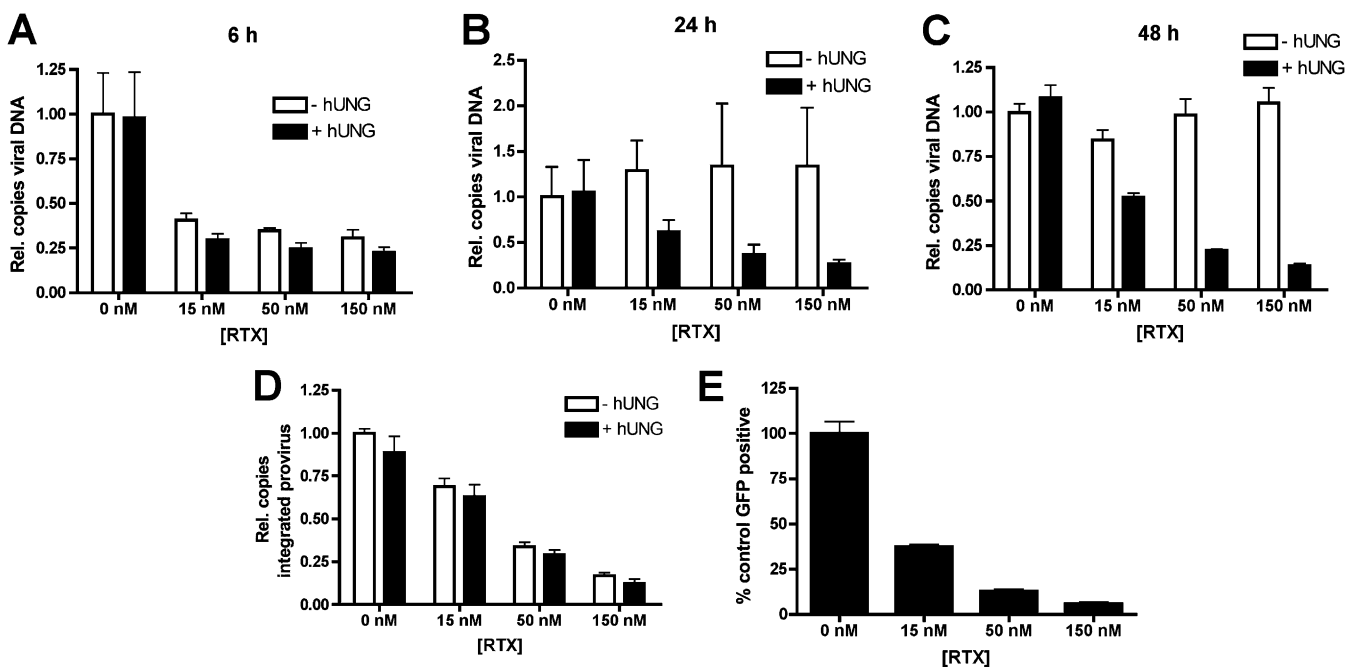 A
6 h
1.25
1.00
0.75
0.50
0.25
0.00
Rel. copies viral DNA
- hUNG
+ hUNG
0 nM
15 nM
50 nM
150 nM
[RTX]
B
24 h
2.5
2.0
1.5
1.0
0.5
0.0
Rel. copies viral DNA
- hUNG
+ hUNG
0 nM
15 nM
50 nM
150 nM
[RTX]
C
48 h
1.25
1.00
0.75
0.50
0.25
0.00
Rel. copies viral DNA
- hUNG
+ hUNG
0 nM
15 nM
50 nM
150 nM
[RTX]
D
1.25
1.00
0.75
0.50
0.25
0.00
Rel. copies
integrated provirus
- hUNG
+ hUNG
0 nM
15 nM
50 nM
150 nM
[RTX]
E
125
100
75
50
25
0
% control GFP positive
0 nM
15 nM
50 nM
150 nM
[RTX]